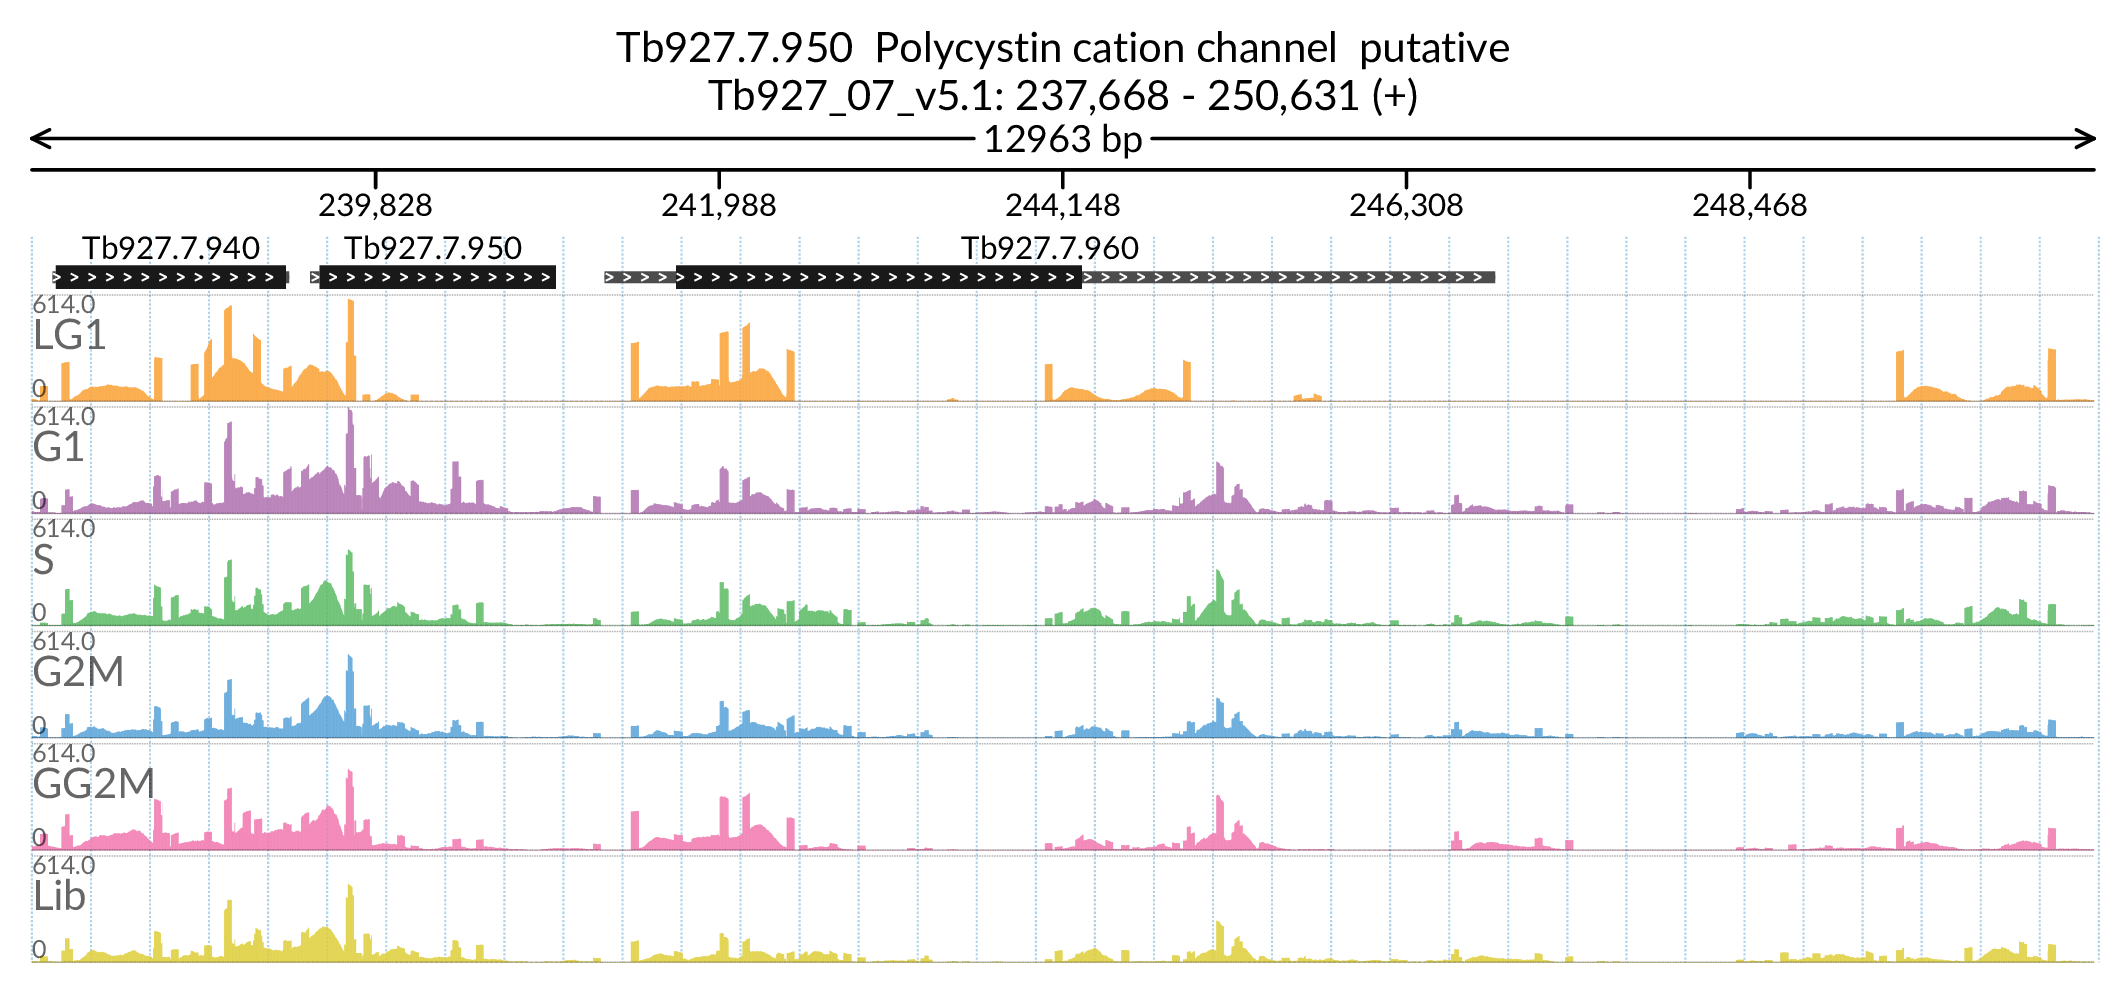 Tb927.7.950  Polycystin cation channel  putative
Tb927_07_v5.1: 237,668 - 250,631 (+)
12963 bp
239,828 241,988 244,148 246,308 248,468
Tb927.7.940 Tb927.7.950 Tb927.7.960
614.0
LG1
0
614.0
G1
0
614.0
S
0
614.0
G2M
0
614.0
GG2M
0
614.0
Lib
0